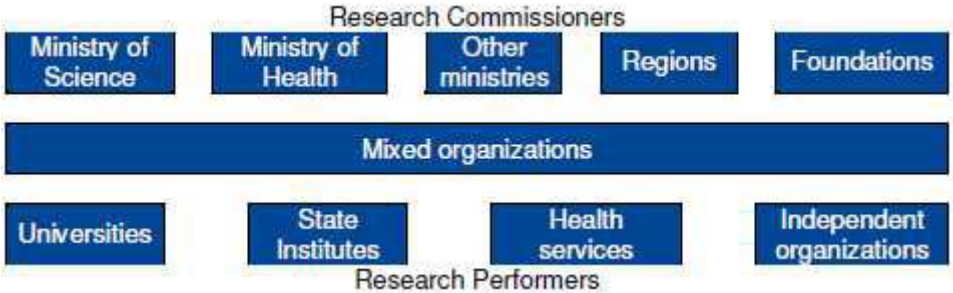 Research Commissioners
Ministry of Science
Ministry of Health
Other ministries
Regions
Foundations
Mixed organizations
Universities
State Institutes
Health services
Independent organizations
Research Performers